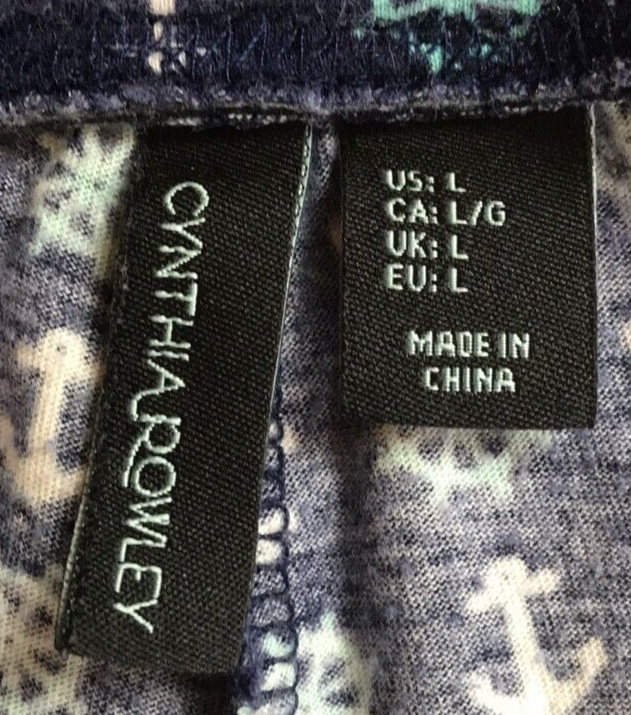 CYNTHIA ROWLEY
US: L
CA: L/G
UK: L
EU: L
MADE IN
CHINA